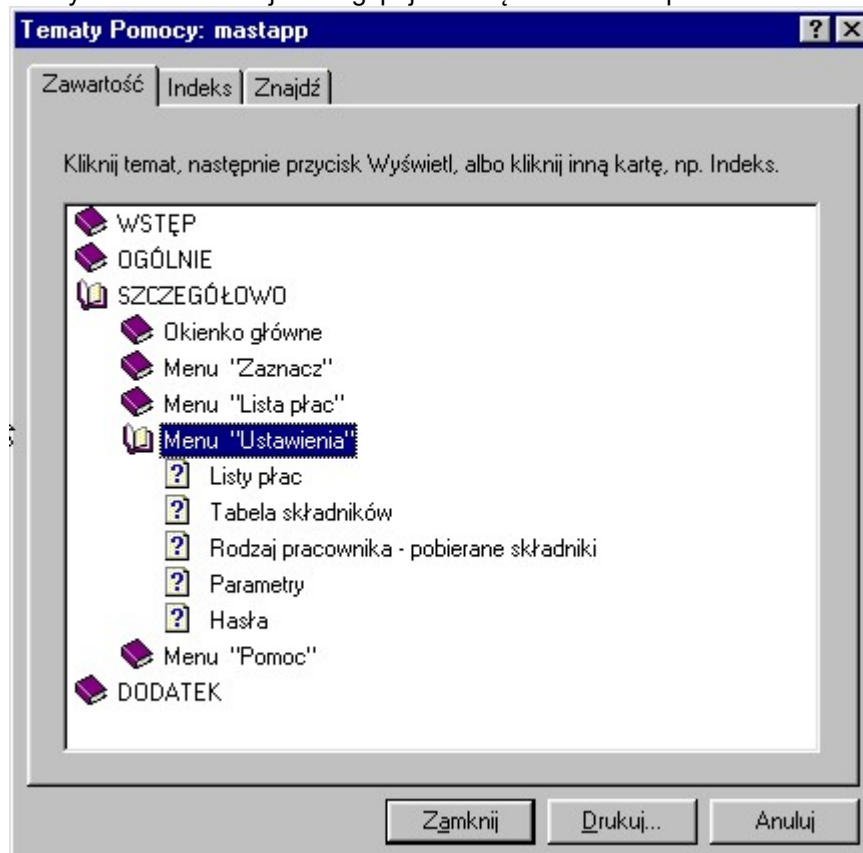 Tematy Pomocy: mastapp
Zawartość Indeks Znajdź
Kliknij temat, następnie przycisk Wyświetl, albo kliknij inną kartę, np. Indeks.
WSTĘP
OGÓLNIE
SZCZEGÓŁOWO
Okienko główne
Menu "Zaznacz"
Menu "Lista płac"
Menu "Ustawienia"
Listy płac
Tabela składników
Rodzaj pracownika - pobierane składniki
Parametry
Hasła
Menu "Pomoc"
DODATEK
Zamknij Drukuj... Anuluj